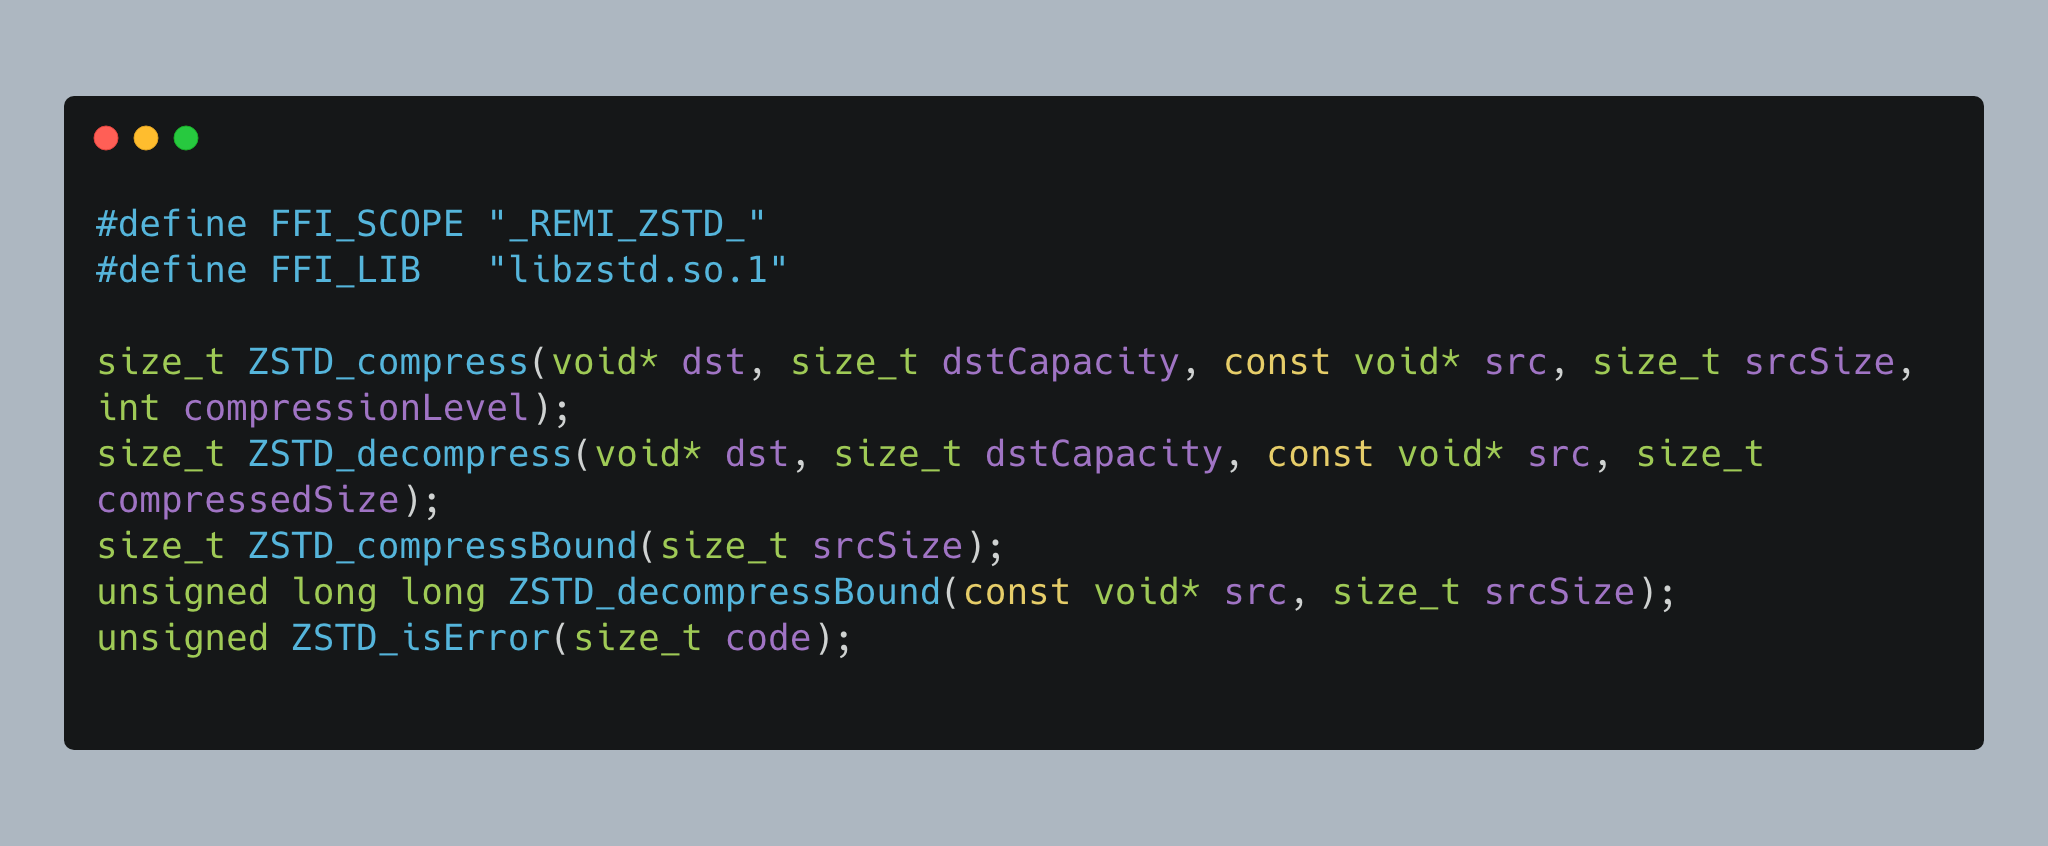 #define FFI_SCOPE "_REMI_ZSTD_"
#define FFI_LIB   "libzstd.so.1"

size_t ZSTD_compress(void* dst, size_t dstCapacity, const void* src, size_t srcSize,
int compressionLevel);
size_t ZSTD_decompress(void* dst, size_t dstCapacity, const void* src, size_t
compressedSize);
size_t ZSTD_compressBound(size_t srcSize);
unsigned long long ZSTD_decompressBound(const void* src, size_t srcSize);
unsigned ZSTD_isError(size_t code);